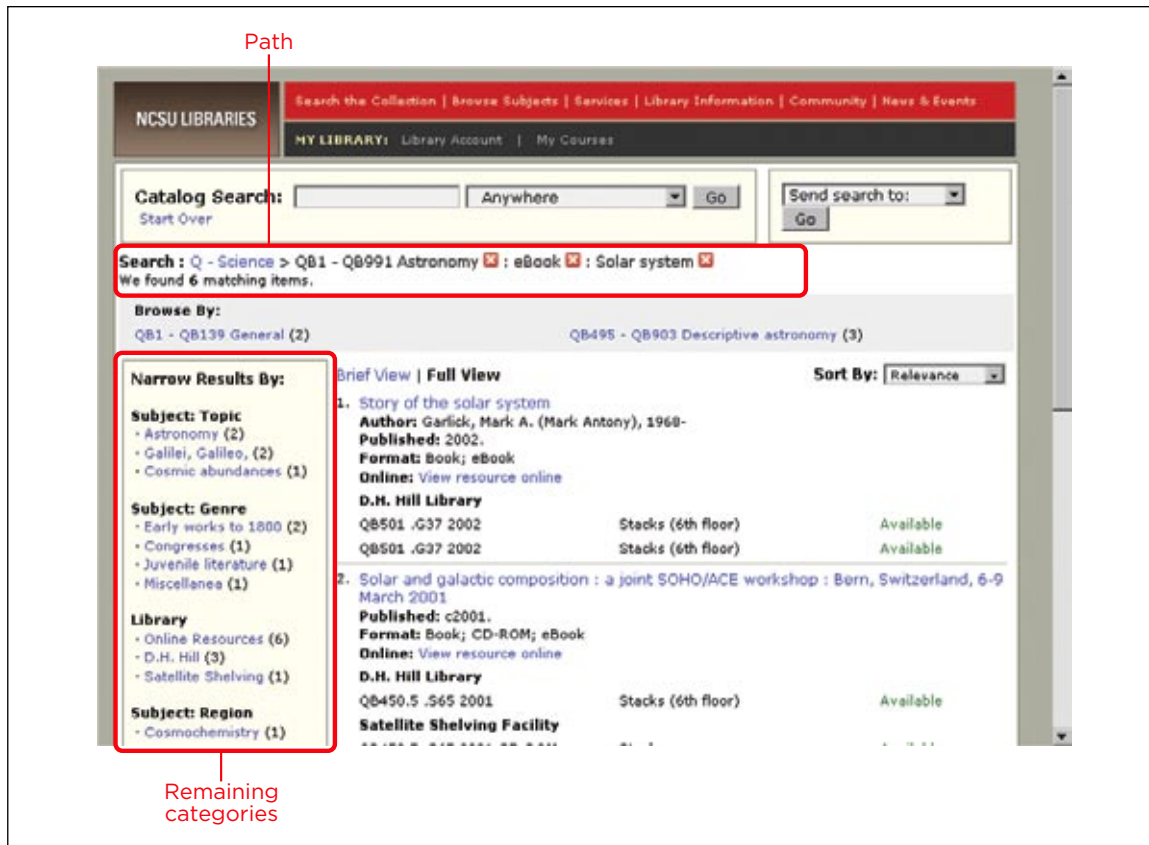 Path
NCSU LIBRARIES
Search the Collection | Browse Subjects | Services | Library Information | Community | News & Events
MY LIBRARY: Library Account | My Courses
Catalog Search: Anywhere Go
Start Over
Send search to:
Go
Search : Q - Science > QB1 - QB991 Astronomy : eBook : Solar system
We found 6 matching items.
Browse By:
QB1 - QB139 General (2) QB495 - QB903 Descriptive astronomy (3)
Narrow Results By:
Subject: Topic
· Astronomy (2)
· Galilei, Galileo, (2)
· Cosmic abundances (1)
Subject: Genre
· Early works to 1800 (2)
· Congresses (1)
· Juvenile literature (1)
· Miscellanea (1)
Library
· Online Resources (6)
· D.H. Hill (3)
· Satellite Shelving (1)
Subject: Region
· Cosmochemistry (1)
Brief View | Full View Sort By: Relevance
1. Story of the solar system
Author: Garlick, Mark A. (Mark Antony), 1968-
Published: 2002.
Format: Book; eBook
Online: View resource online
D.H. Hill Library
QB501 .G37 2002 Stacks (6th floor) Available
QB501 .G37 2002 Stacks (6th floor) Available
2. Solar and galactic composition : a joint SOHO/ACE workshop : Bern, Switzerland, 6-9
March 2001
Published: c2001.
Format: Book; CD-ROM; eBook
Online: View resource online
D.H. Hill Library
QB450.5 .S65 2001 Stacks (6th floor) Available
Satellite Shelving Facility
Remaining
categories